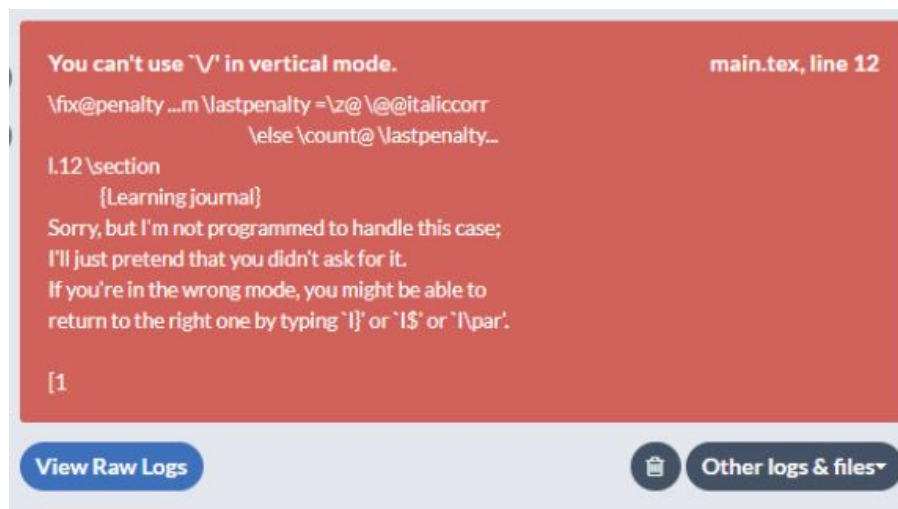 You can't use `\/' in vertical mode. main.tex, line 12
\fix@penalty ...m \lastpenalty =\z@ \@@italiccorr
\else \count@ \lastpenalty...
l.12 \section
{Learning journal}
Sorry, but I'm not programmed to handle this case;
I'll just pretend that you didn't ask for it.
If you're in the wrong mode, you might be able to
return to the right one by typing `I}' or `I$' or `I\par'.
[1
View Raw Logs Other logs & files